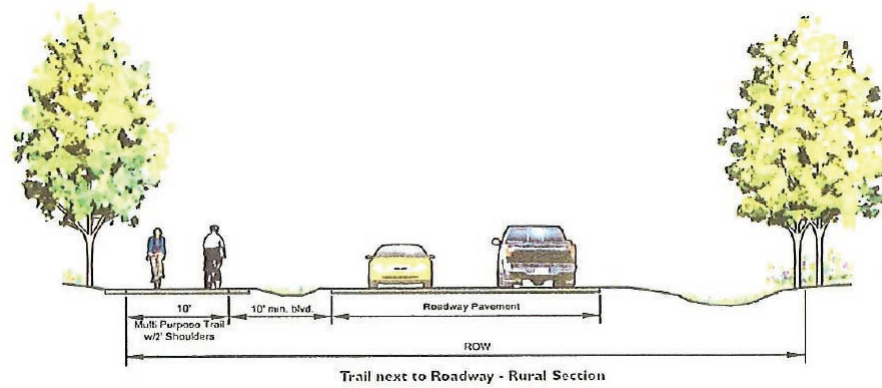 10'
Multi Purpose Trail
w/2' Shoulders
10' min. blvd.
Roadway Pavement
ROW
Trail next to Roadway - Rural Section